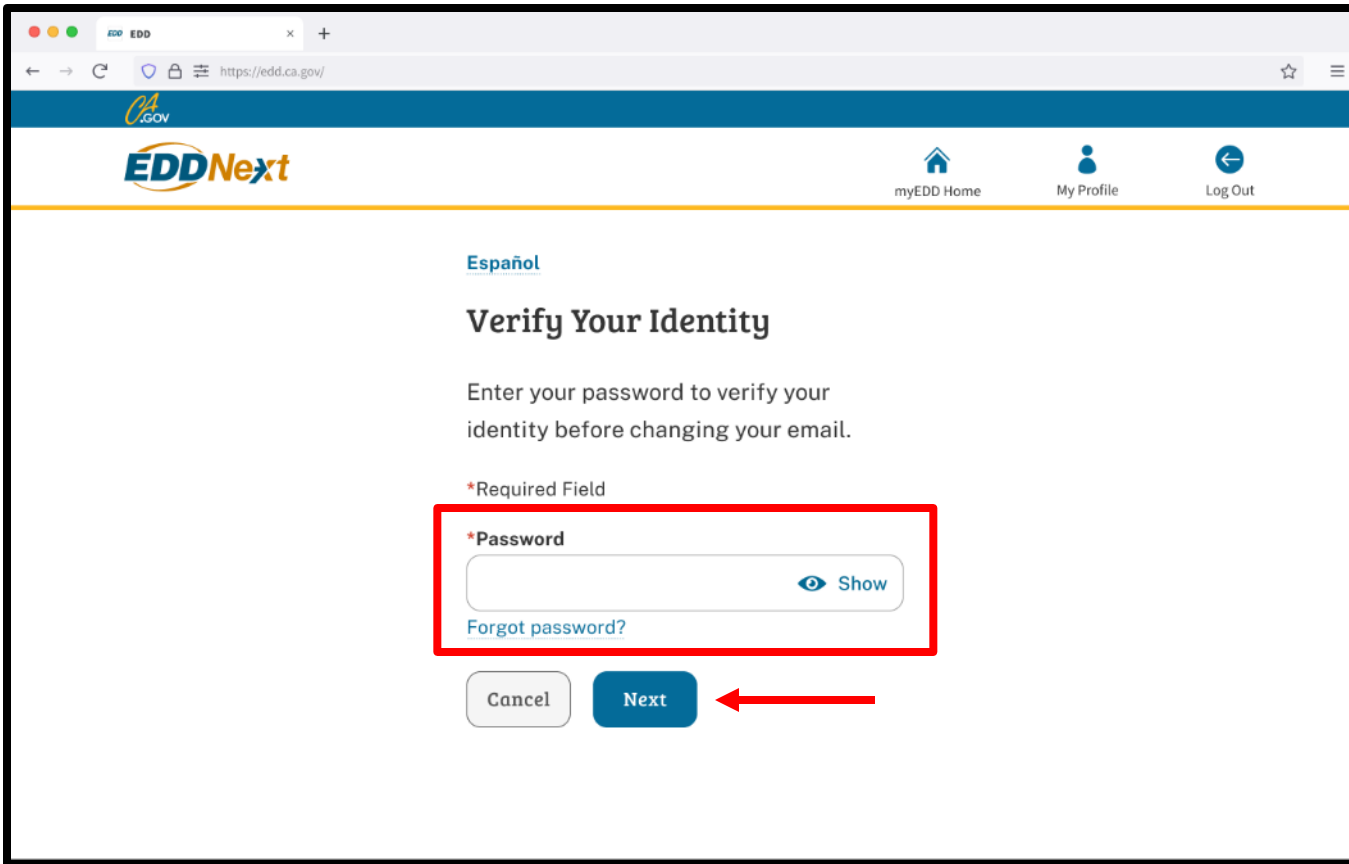 EDD EDD
https://edd.ca.gov/
CA.GOV
EDDNext
myEDD Home
My Profile
Log Out
Español
Verify Your Identity
Enter your password to verify your
identity before changing your email.
*Required Field
*Password
Show
Forgot password?
Cancel
Next